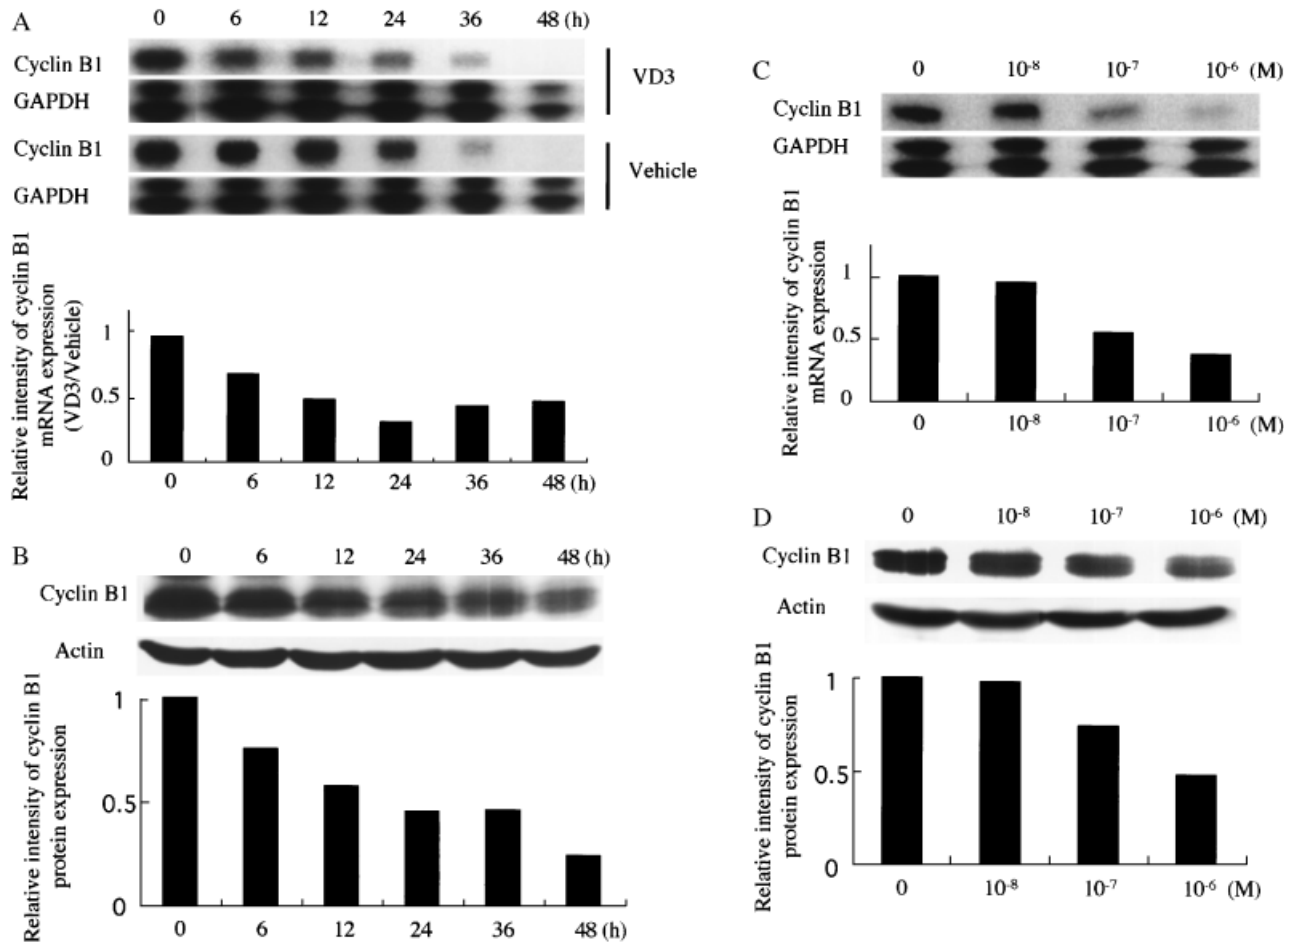 A
0 6 12 24 36 48 (h)
Cyclin B1
GAPDH
VD3
Cyclin B1
GAPDH
Vehicle
Relative intensity of cyclin B1
mRNA expression
(VD3/Vehicle)
1
0.5
0
0 6 12 24 36 48 (h)
B
0 6 12 24 36 48 (h)
Cyclin B1
Actin
Relative intensity of cyclin B1
protein expression
1
0.5
0
0 6 12 24 36 48 (h)
C
0 10-8 10-7 10-6 (M)
Cyclin B1
GAPDH
Relative intensity of cyclin B1
mRNA expression
1
0.5
0
0 10-8 10-7 10-6 (M)
D
0 10-8 10-7 10-6 (M)
Cyclin B1
Actin
Relative intensity of cyclin B1
protein expression
1
0.5
0
0 10-8 10-7 10-6 (M)